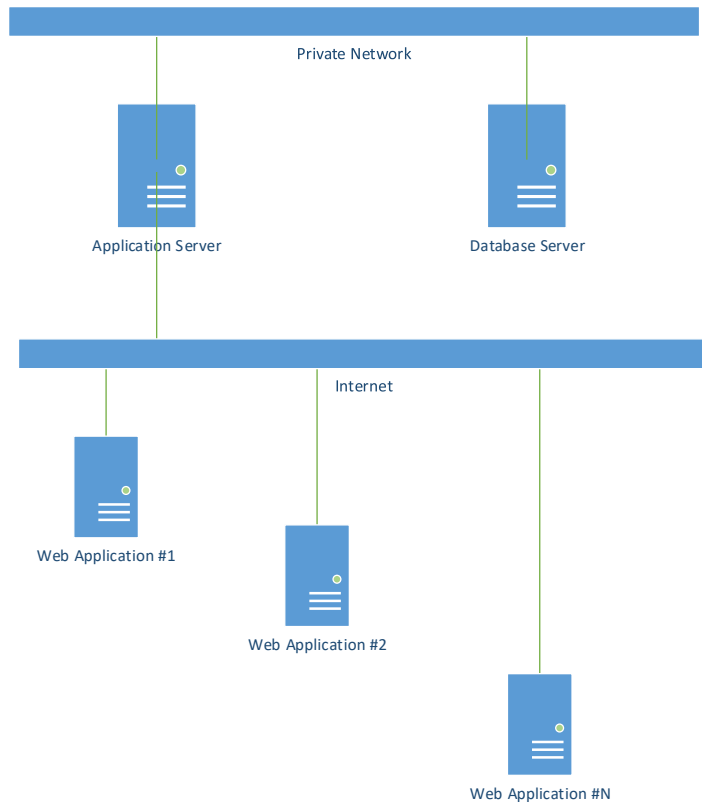 Private Network
Application Server
Database Server
Internet
Web Application #1
Web Application #2
Web Application #N